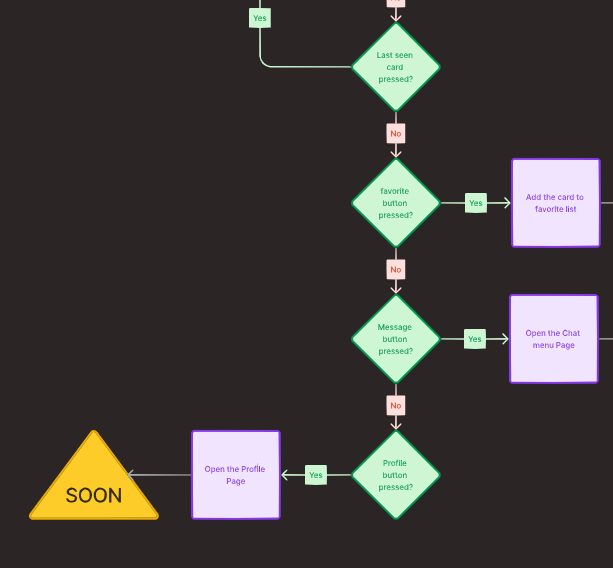 No
Yes
Last seen
card
pressed?
No
favorite
button
pressed?
Yes
Add the card to
favorite list
No
Message
button
pressed?
Yes
Open the Chat
menu Page
No
SOON
Open the Profile
Page
Yes
Profile
button
pressed?